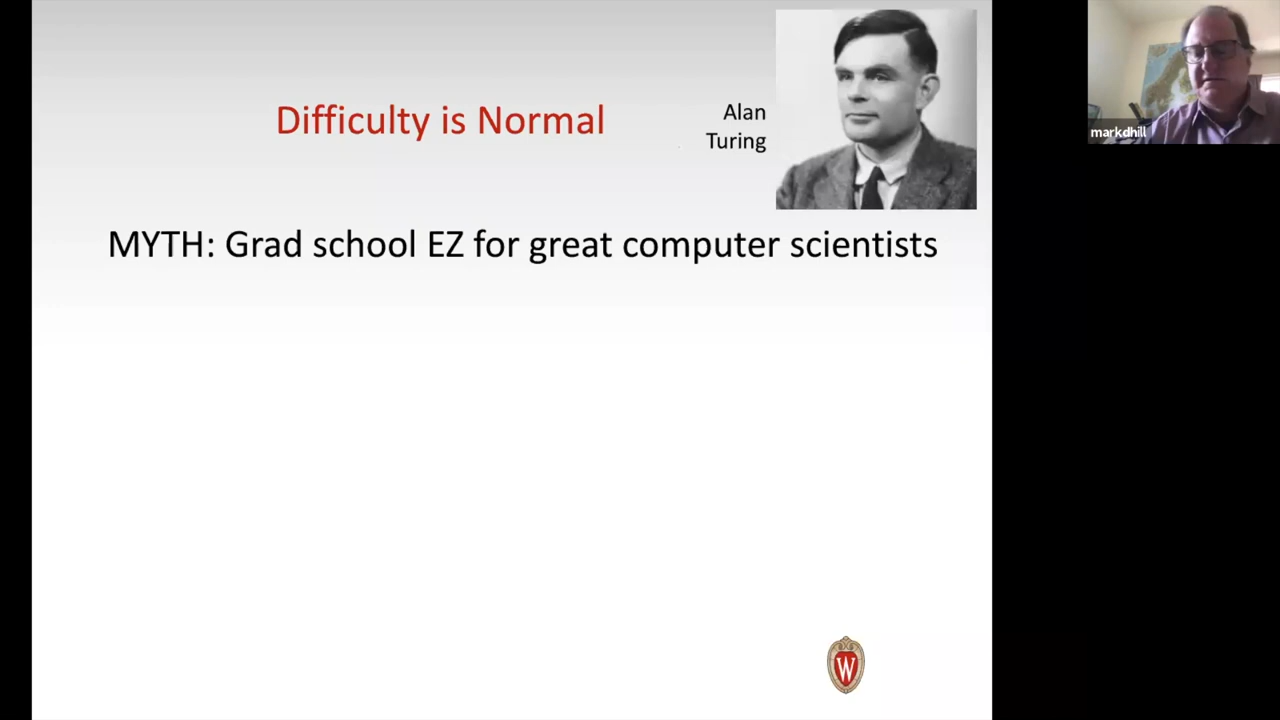 Difficulty is Normal
Alan
Turing
MYTH: Grad school EZ for great computer scientists
W
markdhill